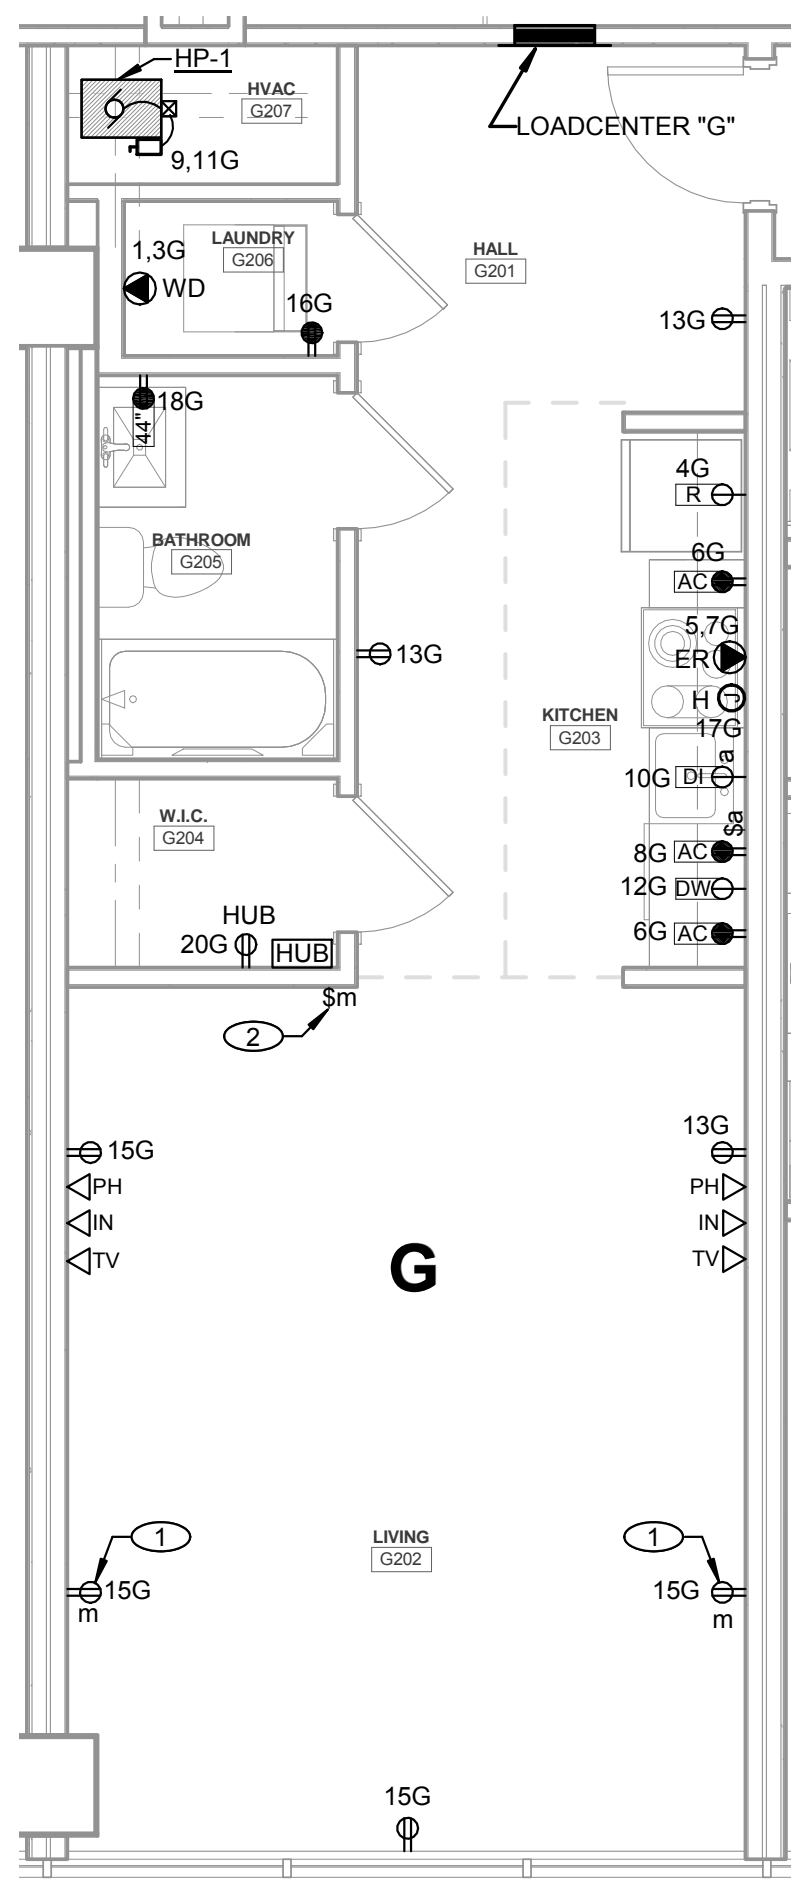 HP-1
HVAC
G207
9,11G
LOADCENTER "G"
1,3G
WD
LAUNDRY
G206
16G
HALL
G201
13G
18G
44"
4G
R
6G
AC
BATHROOM
G205
5,7G
ER
13G
H J
17G
KITCHEN
G203
a
10G DI
$a
8G AC
W.I.C.
G204
12G DW
6G AC
HUB
20G
HUB
$m
2
15G
13G
PH
PH
IN
IN
TV
TV
G
1
LIVING
G202
1
15G
m
15G
m
15G